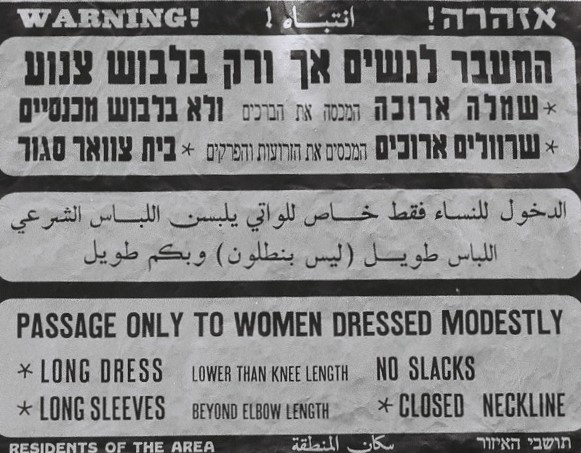 WARNING! انتباه ! אזהרה!
המעבר לנשים אך ורק בלבוש צנוע
* שמלה ארוכה המכסה את הברכים ולא בלבוש מכנסיים
* שרוולים ארוכים המכסים את הזרועות והפרקים * בית צוואר סגור
الدخول للنساء فقط خاص للواتي يلبسن اللباس الشرعي
اللباس طويل (ليس بنطلون) وبكم طويل
PASSAGE ONLY TO WOMEN DRESSED MODESTLY
* LONG DRESS LOWER THAN KNEE LENGTH NO SLACKS
* LONG SLEEVES BEYOND ELBOW LENGTH * CLOSED NECKLINE
RESIDENTS OF THE AREA سكان المنطقة תושבי האיזור